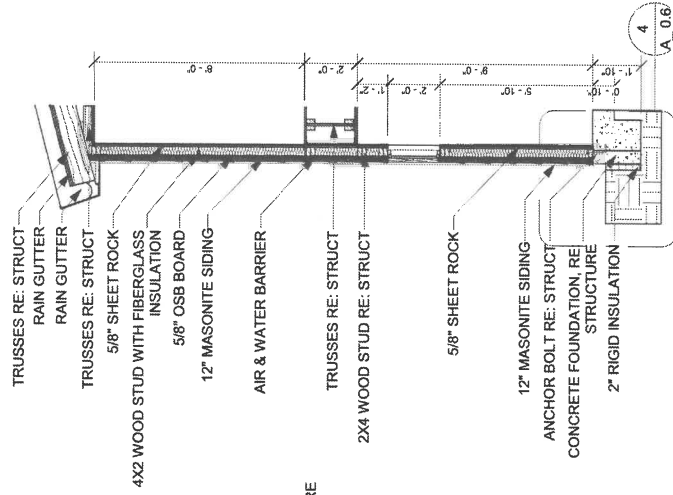 TRUSSES RE: STRUCT
RAIN GUTTER
RAIN GUTTER
TRUSSES RE: STRUCT
5/8" SHEET ROCK
4X2 WOOD STUD WITH FIBERGLASS
INSULATION
5/8" OSB BOARD
12" MASONITE SIDING
AIR & WATER BARRIER
TRUSSES RE: STRUCT
2X4 WOOD STUD RE: STRUCT
5/8" SHEET ROCK
12" MASONITE SIDING
ANCHOR BOLT RE: STRUCT
CONCRETE FOUNDATION, RE:
STRUCTURE
2" RIGID INSULATION
RE
8' - 0"
2' - 0"
9' - 0"
1' - 10"
1' - 2"
2' - 0"
5' - 10"
0' - 10"
4
A 0.6